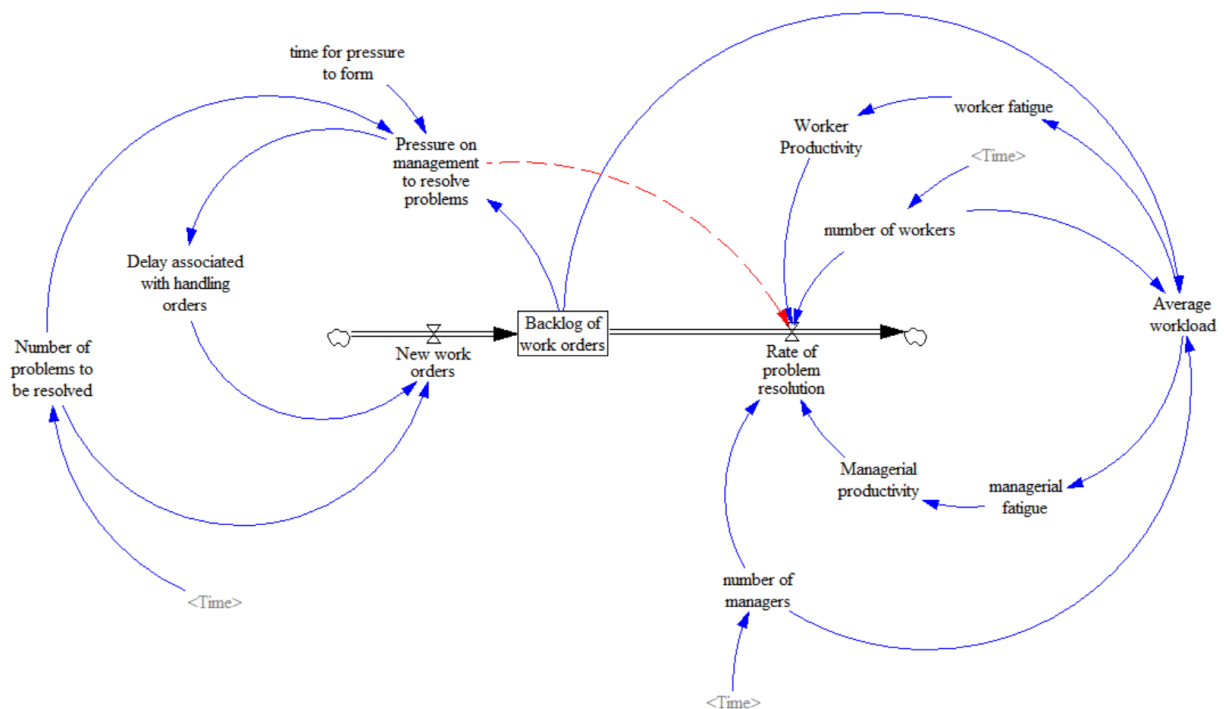 time for pressure
to form
worker fatigue
Worker
Productivity
Pressure on
management
to resolve
problems
<Time>
number of workers
Delay associated
with handling
orders
Average
workload
Backlog of
work orders
Number of
problems to
be resolved
New work
orders
Rate of
problem
resolution
Managerial
productivity
managerial
fatigue
number of
managers
<Time>
<Time>